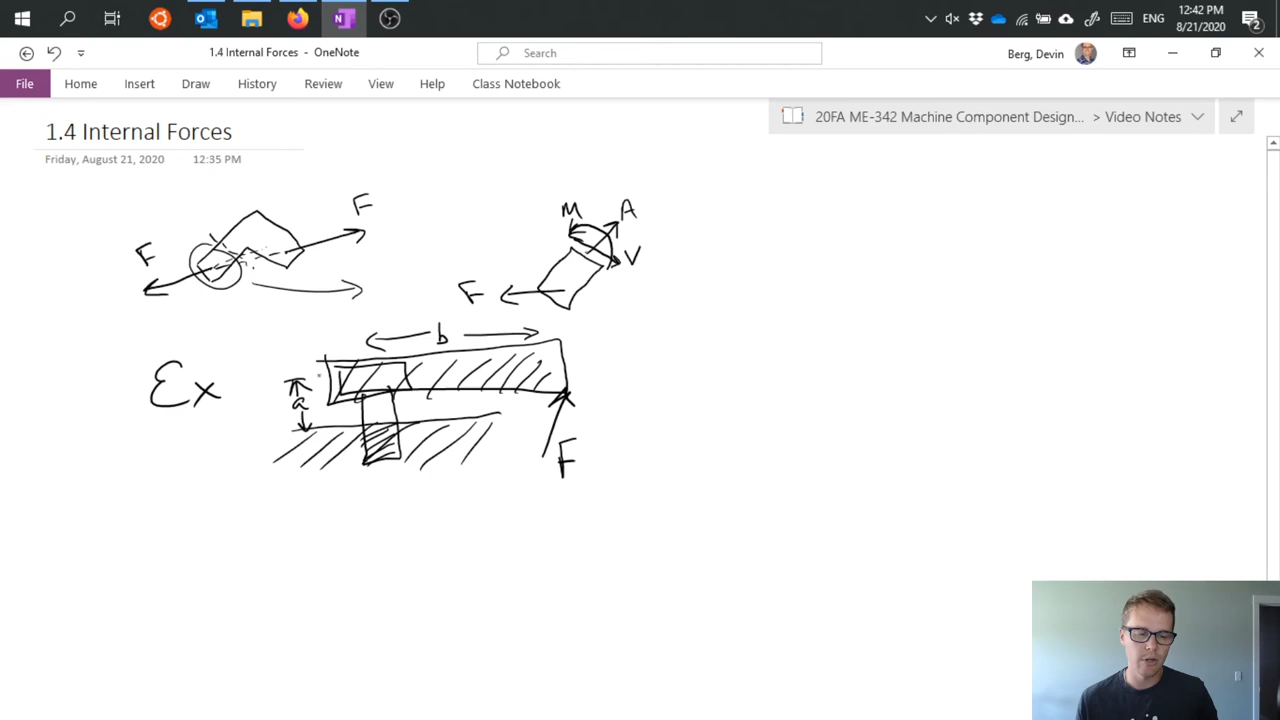 12:42 PM
ENG
8/21/2020
2
1.4 Internal Forces - OneNote
Search
Berg, Devin
File Home Insert Draw History Review View Help Class Notebook
20FA ME-342 Machine Component Design... > Video Notes
1.4 Internal Forces
Friday, August 21, 2020 12:35 PM
F
F
M
A
V
F
Ex
b
a
F